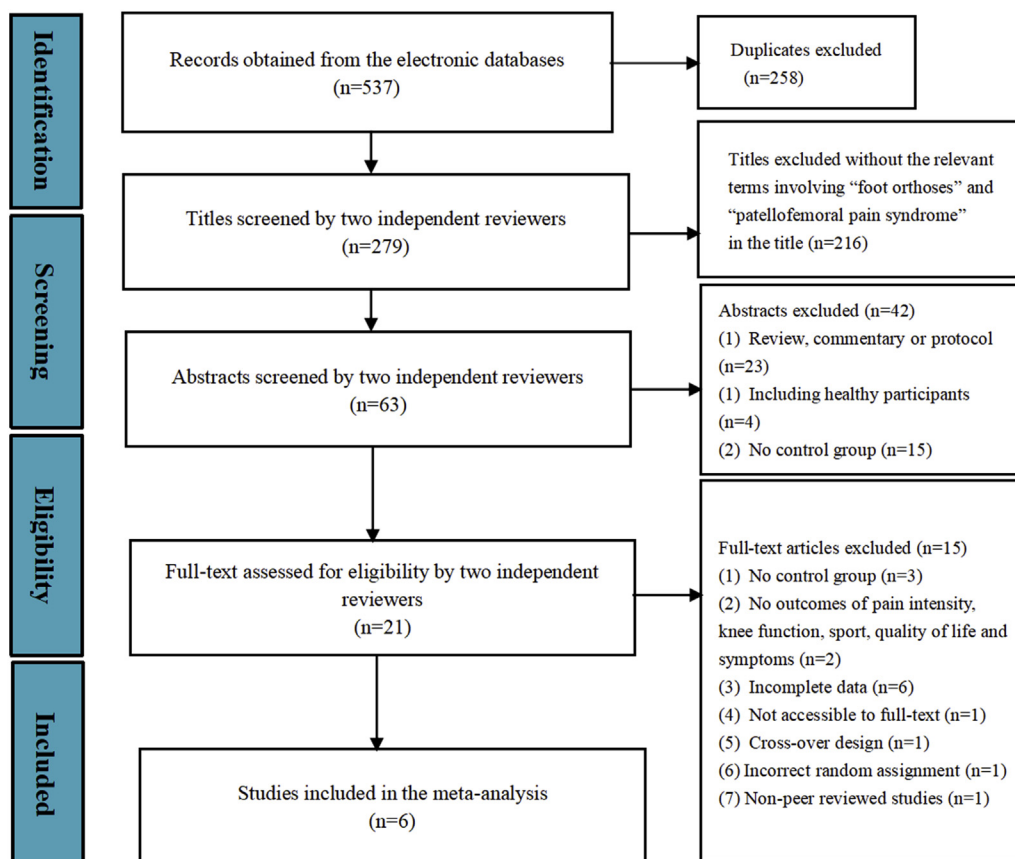 Identification
Records obtained from the electronic databases
(n=537)
Duplicates excluded
(n=258)
Titles screened by two independent reviewers
(n=279)
Titles excluded without the relevant
terms involving “foot orthoses” and
“patellofemoral pain syndrome”
in the title (n=216)
Screening
Abstracts screened by two independent reviewers
(n=63)
Abstracts excluded (n=42)
(1) Review, commentary or protocol
(n=23)
(1) Including healthy participants
(n=4)
(2) No control group (n=15)
Eligibility
Full-text assessed for eligibility by two independent
reviewers
(n=21)
Full-text articles excluded (n=15)
(1) No control group (n=3)
(2) No outcomes of pain intensity,
knee function, sport, quality of life and
symptoms (n=2)
(3) Incomplete data (n=6)
(4) Not accessible to full-text (n=1)
(5) Cross-over design (n=1)
(6) Incorrect random assignment (n=1)
(7) Non-peer reviewed studies (n=1)
Included
Studies included in the meta-analysis
(n=6)